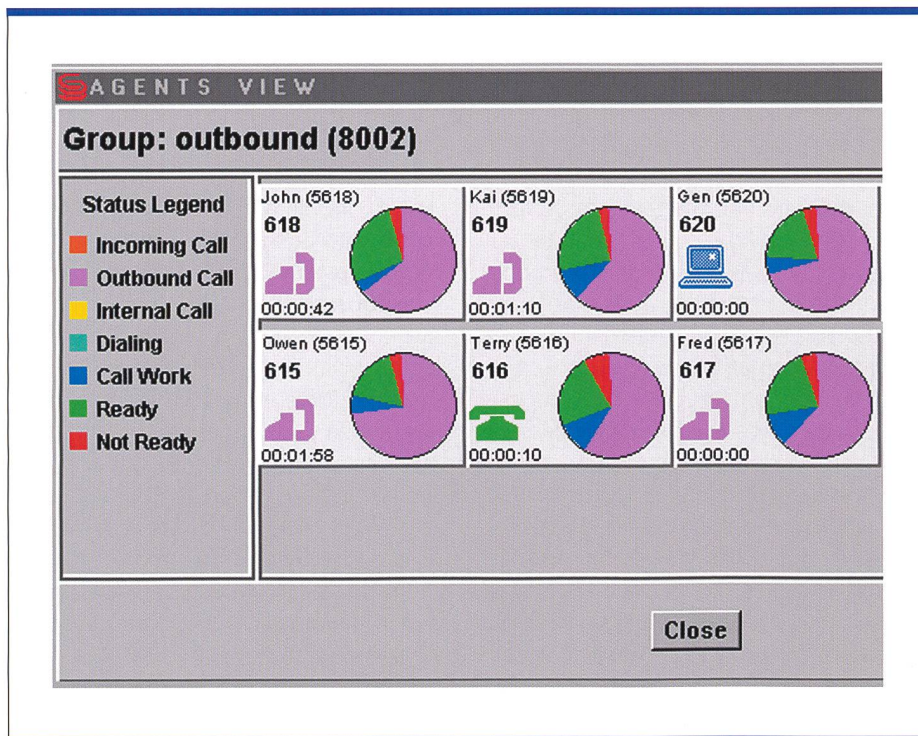 AGENTS VIEW
Group: outbound (8002)
Status Legend
Incoming Call
Outbound Call
Internal Call
Dialing
Call Work
Ready
Not Ready
John (5618)
618
00:00:42
Kai (5619)
619
00:01:10
Gen (5620)
620
00:00:00
Owen (5615)
615
00:01:58
Terry (5616)
616
00:00:10
Fred (5617)
617
00:00:00
Close